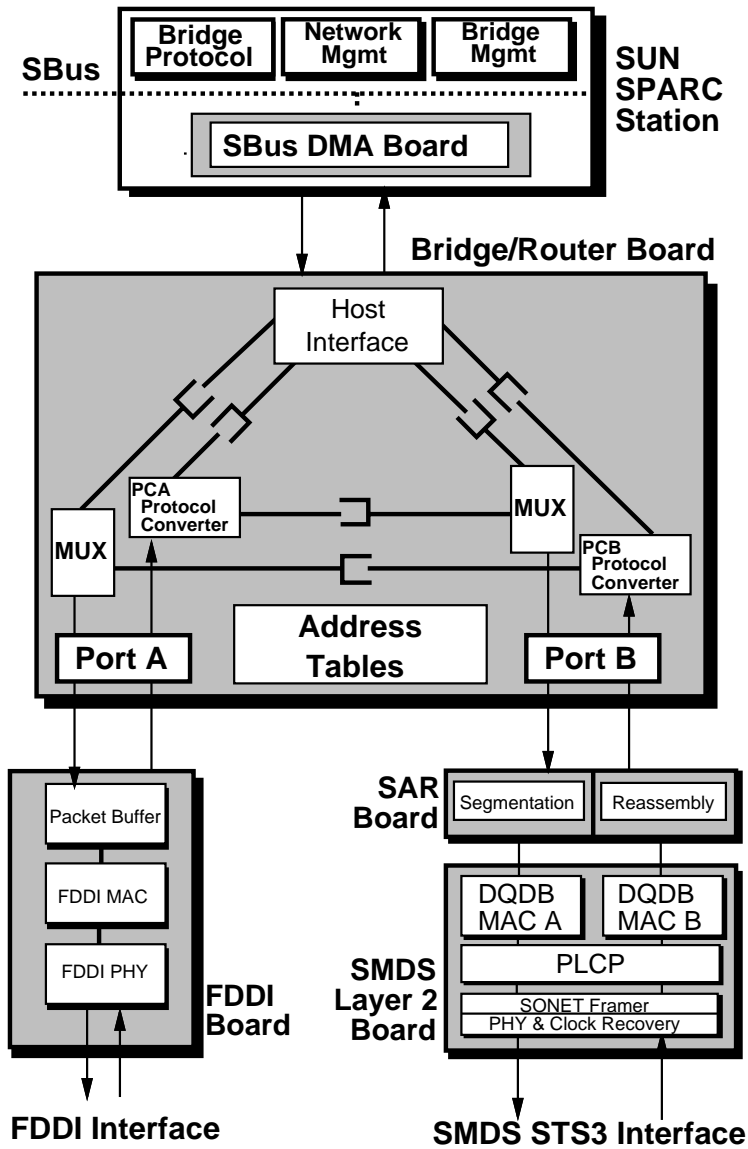 Bridge
Protocol
Network
Mgmt
Bridge
Mgmt
SBus
SUN
SPARC
Station
SBus DMA Board
Bridge/Router Board
Host
Interface
PCA
Protocol
Converter
MUX
MUX
PCB
Protocol
Converter
Address
Tables
Port A
Port B
SAR
Board
Segmentation
Reassembly
Packet Buffer
FDDI MAC
FDDI PHY
FDDI
Board
DQDB
MAC A
DQDB
MAC B
PLCP
SMDS
Layer 2
Board
SONET Framer
PHY & Clock Recovery
FDDI Interface
SMDS STS3 Interface